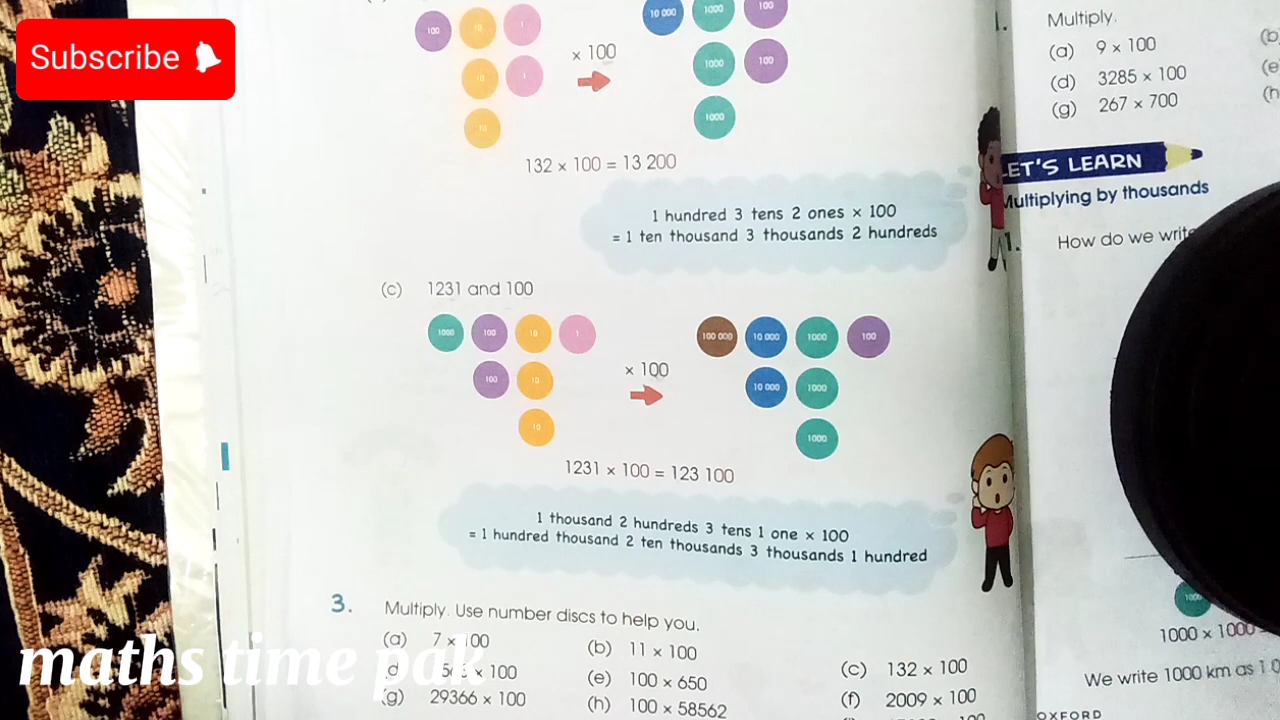 Subscribe
100 10 1
10 1
10
× 100
10 000 1000 100
1000 100
1000
132 × 100 = 13 200
1 hundred 3 tens 2 ones × 100
= 1 ten thousand 3 thousands 2 hundreds
(c) 1231 and 100
1000 100 10 1
100 10
10
× 100
100 000 10 000 1000 100
10 000 1000
1000
1231 × 100 = 123 100
1 thousand 2 hundreds 3 tens 1 one × 100
= 1 hundred thousand 2 ten thousands 3 thousands 1 hundred
3. Multiply. Use number discs to help you.
(a) 7 × 100
(b) 11 × 100
(c) 132 × 100
× 100
(e) 100 × 650
(f) 2009 × 100
(g) 29366 × 100
(h) 100 × 58562
maths time pak
1.
Multiply.
(a) 9 × 100
(b
(d) 3285 × 100
(e
(g) 267 × 700
(h
LET'S LEARN
Multiplying by thousands
1. How do we write
1000
1000 × 1000
We write 1000 km as 1 0
OXFORD